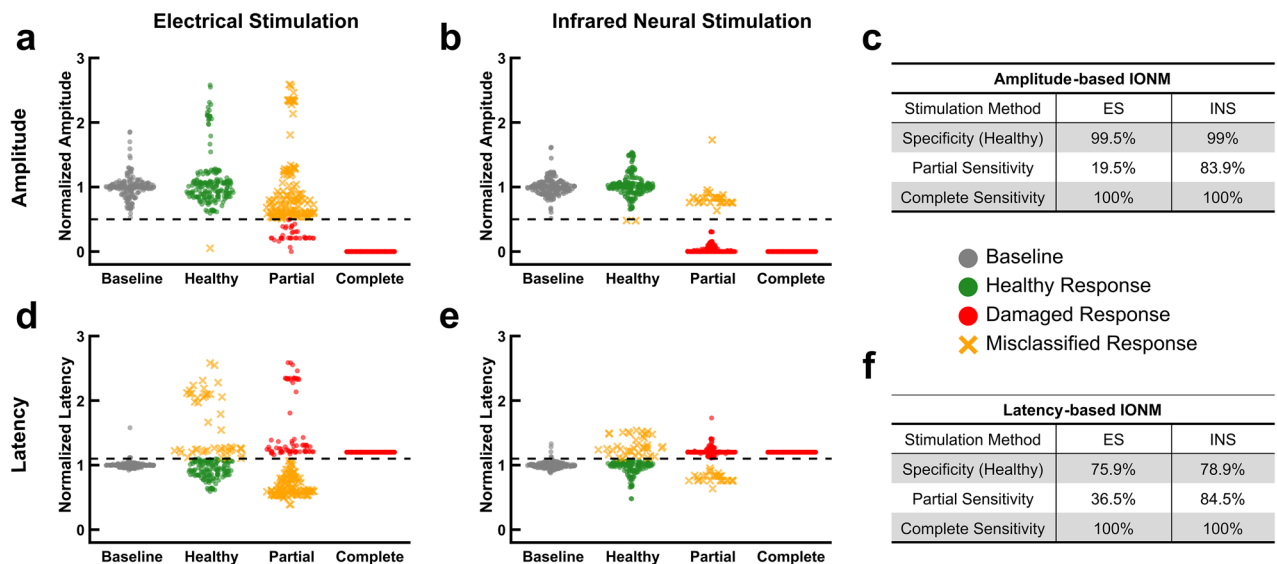 Electrical Stimulation
Infrared Neural Stimulation
a
b
c
Amplitude
Normalized Ampitude
3
2
1
0
Baseline Healthy Partial Complete
Normalized Ampitude
3
2
1
0
Baseline Healthy Partial Complete
Amplitude-based IONM
Stimulation Method ES INS
Specificity (Healthy) 99.5% 99%
Partial Sensitivity 19.5% 83.9%
Complete Sensitivity 100% 100%
Baseline
Healthy Response
Damaged Response
Misclassified Response
d
e
f
Latency
Normalized Latency
3
2
1
0
Baseline Healthy Partial Complete
Normalized Latency
3
2
1
0
Baseline Healthy Partial Complete
Latency-based IONM
Stimulation Method ES INS
Specificity (Healthy) 75.9% 78.9%
Partial Sensitivity 36.5% 84.5%
Complete Sensitivity 100% 100%